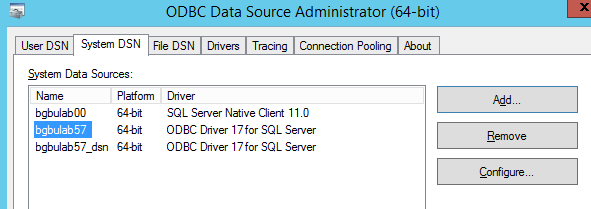 ODBC Data Source Administrator (64-bit)
X
User DSN System DSN File DSN Drivers Tracing Connection Pooling About
System Data Sources:
Name Platform Driver Add...
bgbulab00 64-bit SQL Server Native Client 11.0
bgbulab57 64-bit ODBC Driver 17 for SQL Server Remove
bgbulab57_dsn 64-bit ODBC Driver 17 for SQL Server
Configure...